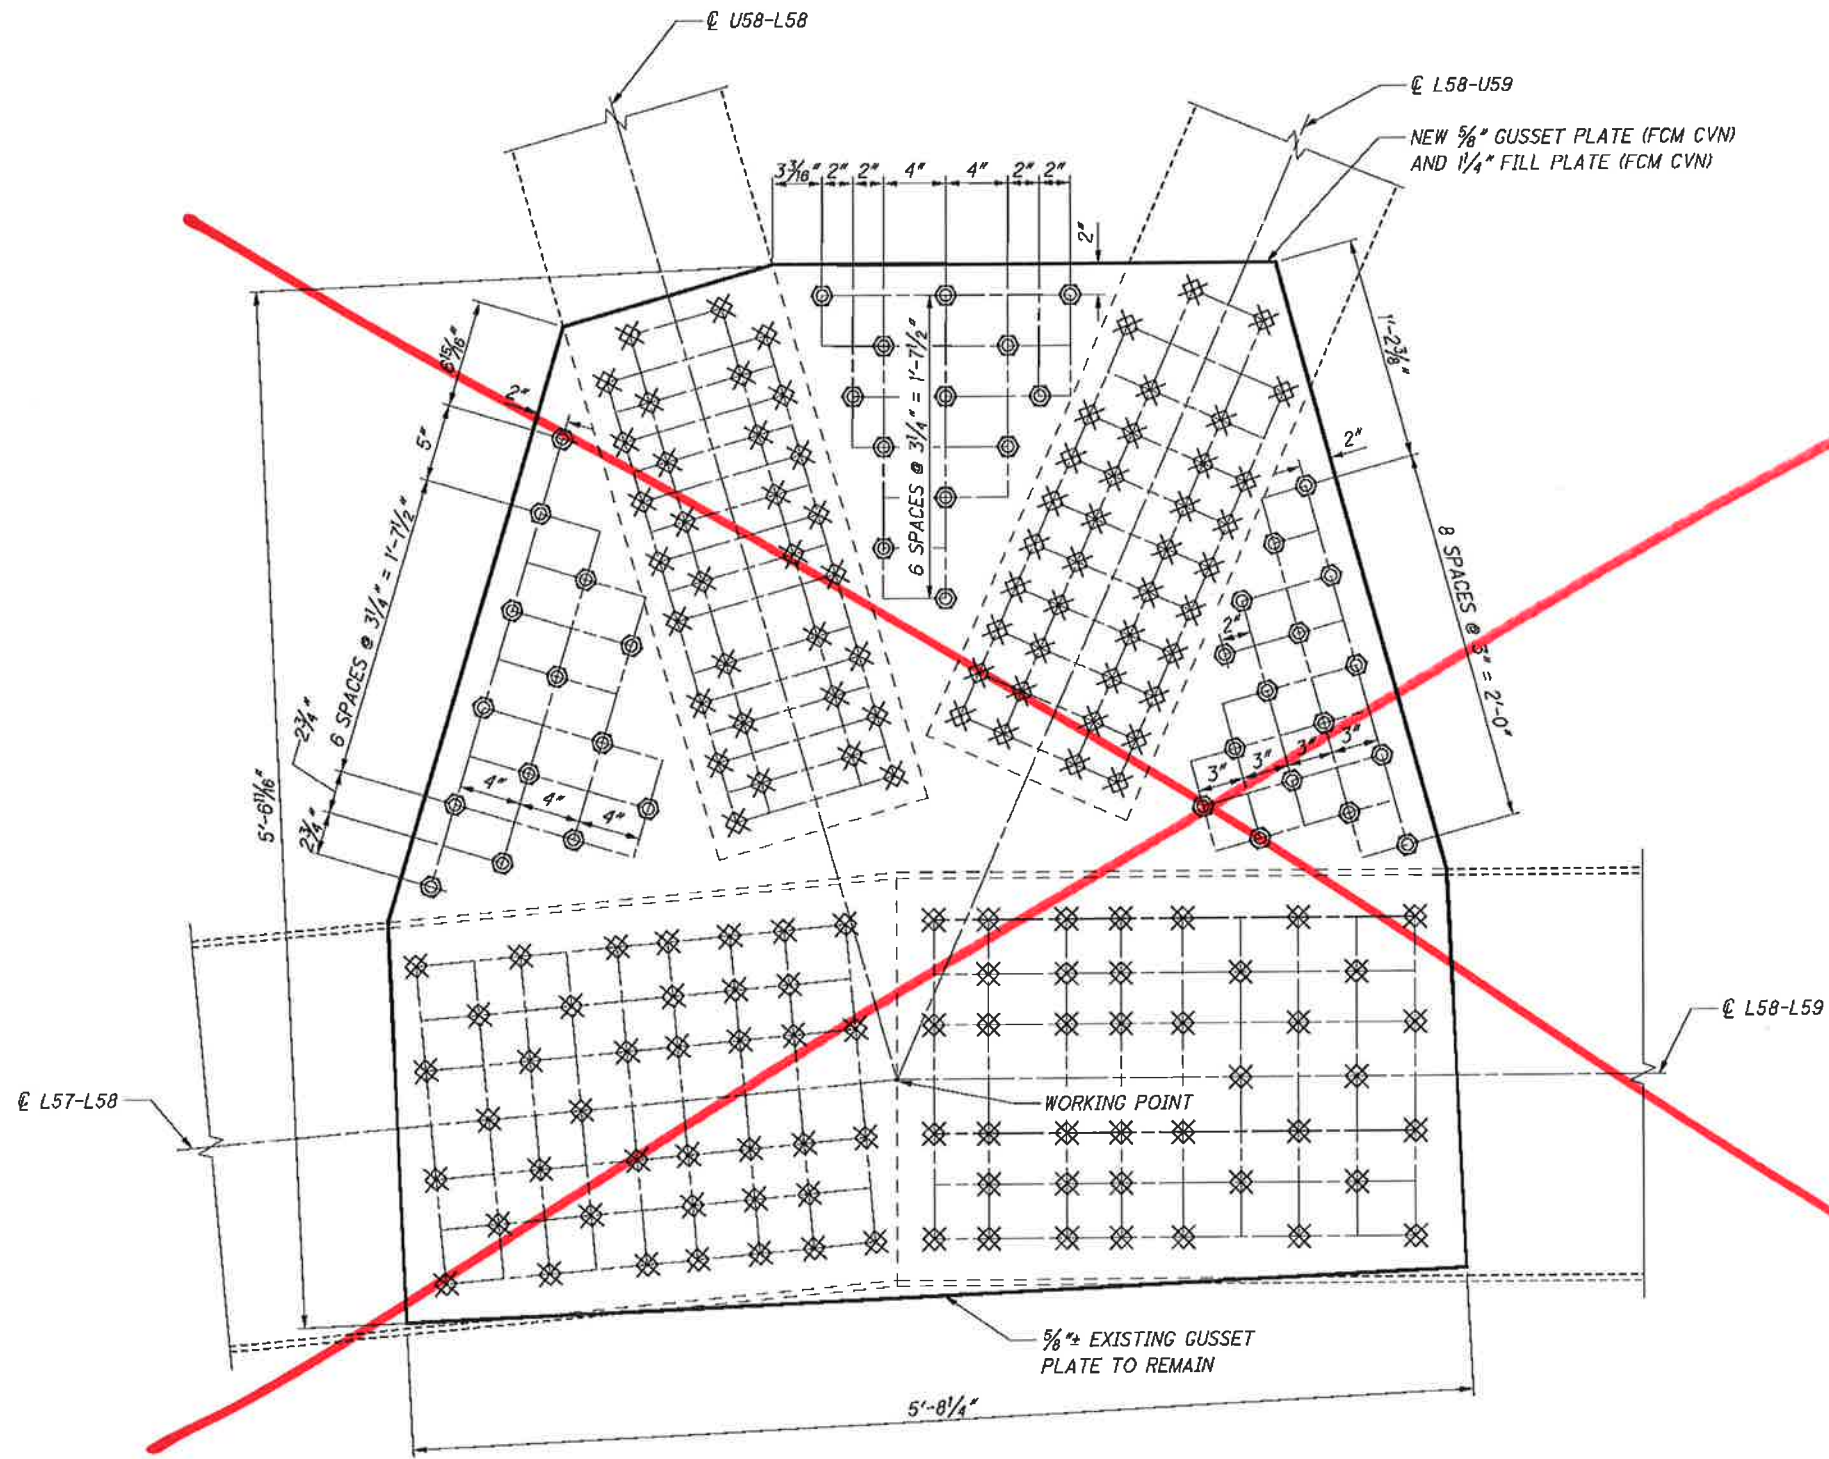 ℄ U58-L58
℄ L58-U59
NEW 5/8" GUSSET PLATE (FCM CVN)
AND 1 1/4" FILL PLATE (FCM CVN)
3 3/16" 2" 2" 4" 4" 2" 2"
2"
6 SPACES @ 3 1/4" = 1'-7 1/2"
6 15/16"
2"
5"
6 SPACES @ 3 1/4" = 1'-7 1/2"
2 3/4"
2 3/4"
5'-6 11/16"
4" 4" 4"
1'-2 3/8"
2"
8 SPACES @ 3" = 2'-0"
2"
3" 3" 3" 3"
℄ L57-L58
℄ L58-L59
WORKING POINT
5/8"± EXISTING GUSSET
PLATE TO REMAIN
5'-8 1/4"